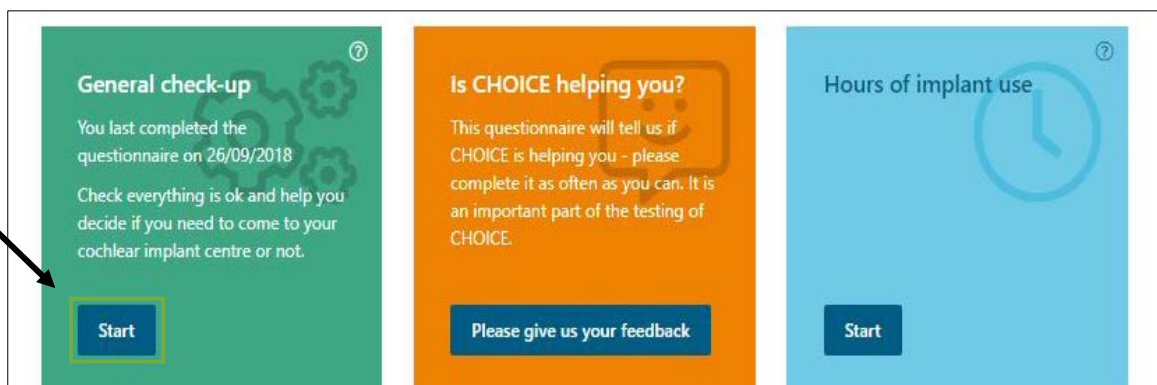 General check-up
You last completed the
questionnaire on 26/09/2018
Check everything is ok and help you
decide if you need to come to your
cochlear implant centre or not.
Start
Is CHOICE helping you?
This questionnaire will tell us if
CHOICE is helping you - please
complete it as often as you can. It is
an important part of the testing of
CHOICE.
Please give us your feedback
Hours of implant use
Start